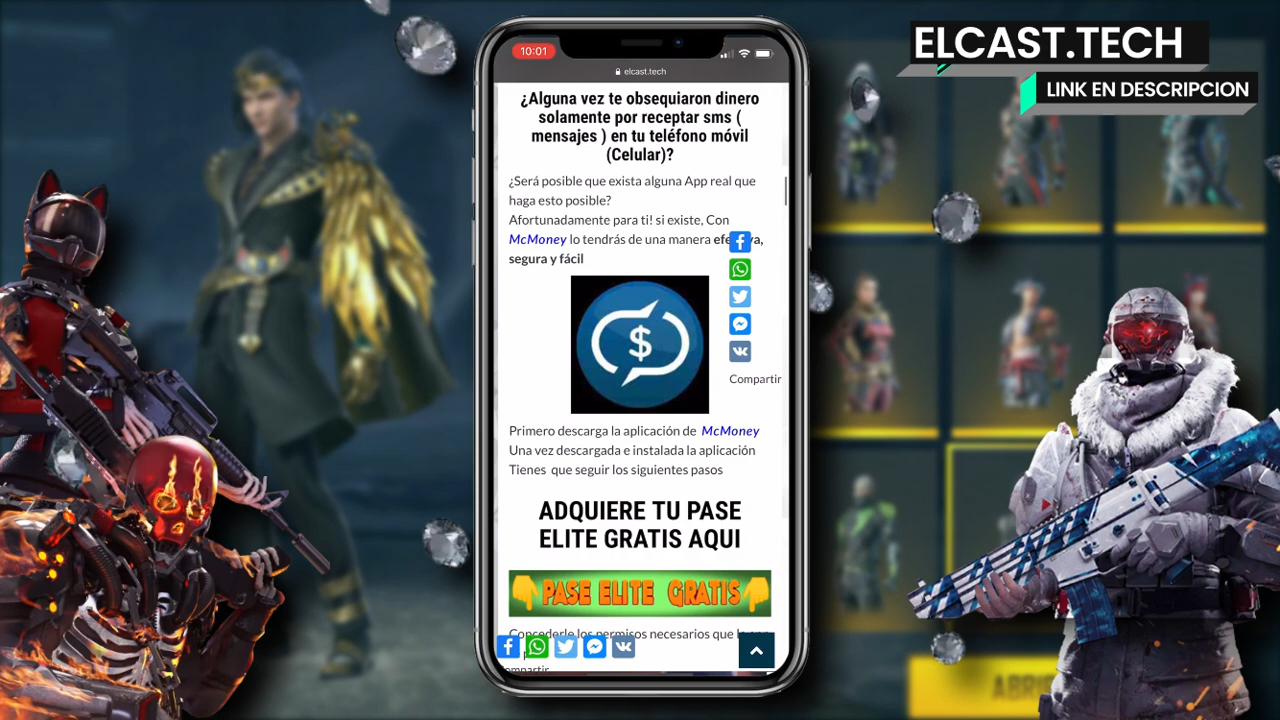 ELCAST.TECH
LINK EN DESCRIPCION
10:01
elcast.tech
¿Alguna vez te obsequiaron dinero
solamente por receptar sms (
mensajes ) en tu teléfono móvil
(Celular)?
¿Será posible que exista alguna App real que
haga esto posible?
Afortunadamente para ti! si existe, Con
McMoney lo tendrás de una manera
segura y fácil
$
Compartir
Primero descarga la aplicación de McMoney
Una vez descargada e instalada la aplicación
Tienes que seguir los siguientes pasos
ADQUIERE TU PASE
ELITE GRATIS AQUI
PASE ELITE GRATIS
Concederle los permisos necesarios que